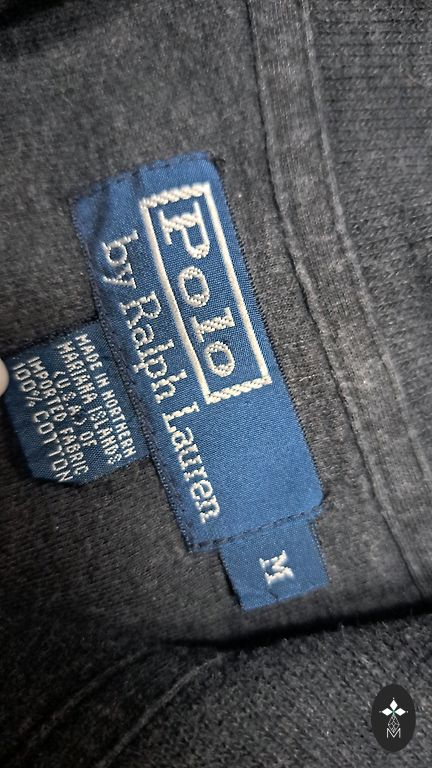 Polo
by Ralph Lauren
MADE IN NORTHERN
MARIANA ISLANDS
(U.S.A.) OF
IMPORTED FABRIC
100% COTTON
M
M